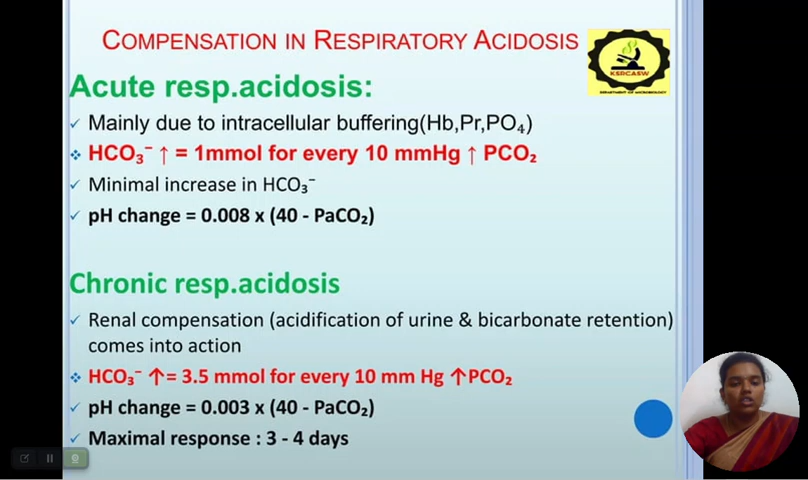 COMPENSATION IN RESPIRATORY ACIDOSIS
KSRCASW
DEPARTMENT OF MICROBIOLOGY
Acute resp.acidosis:
✓ Mainly due to intracellular buffering(Hb,Pr,PO₄)
❖ HCO₃⁻ ↑ = 1mmol for every 10 mmHg ↑ PCO₂
✓ Minimal increase in HCO₃⁻
✓ pH change = 0.008 x (40 - PaCO₂)
Chronic resp.acidosis
✓ Renal compensation (acidification of urine & bicarbonate retention)
comes into action
❖ HCO₃⁻ ↑= 3.5 mmol for every 10 mm Hg ↑PCO₂
✓ pH change = 0.003 x (40 - PaCO₂)
✓ Maximal response : 3 - 4 days